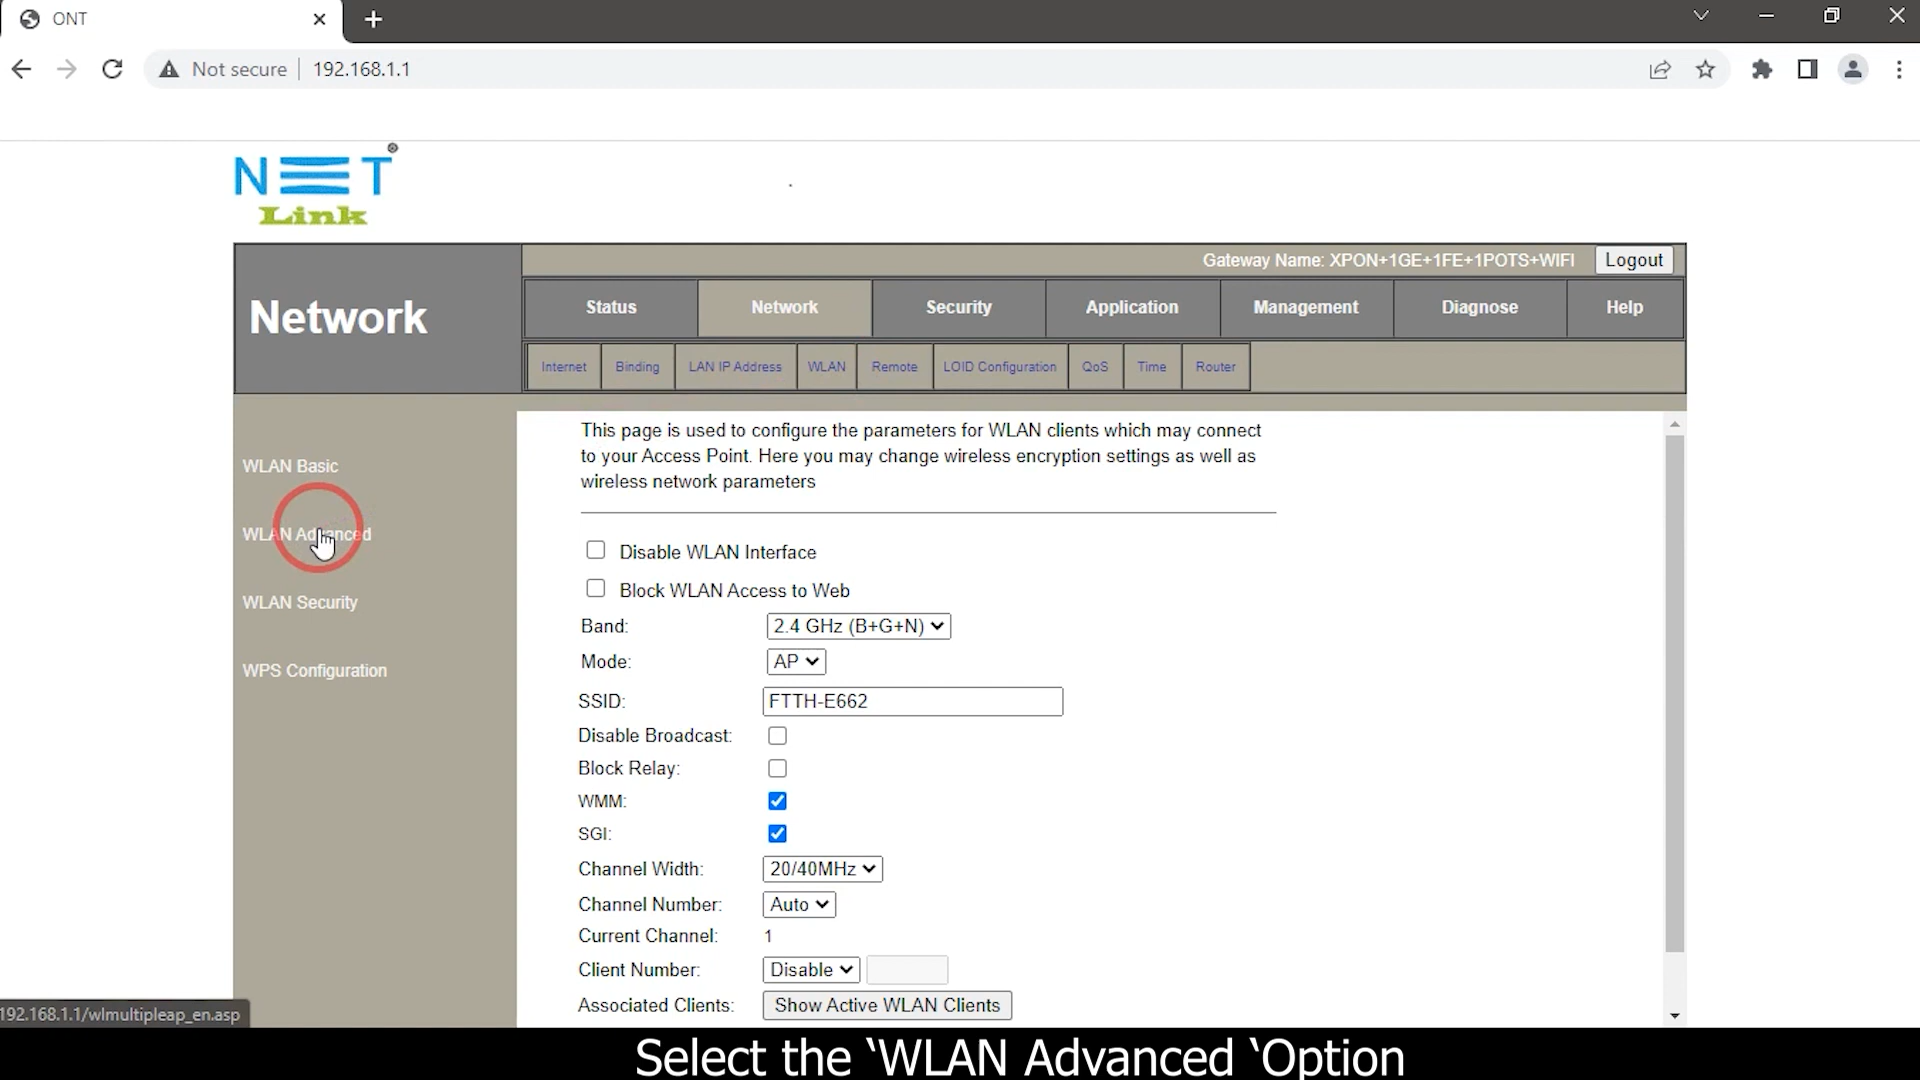 ONT
Not secure
192.168.1.1
NET
Link
Gateway Name: XPON+1GE+1FE+1POTS+WIFI
Logout
Network
Status
Network
Security
Application
Management
Diagnose
Help
Internet
Binding
LAN IP Address
WLAN
Remote
LOID Configuration
QoS
Time
Router
WLAN Basic
WLAN Advanced
WLAN Security
WPS Configuration
This page is used to configure the parameters for WLAN clients which may connect
to your Access Point. Here you may change wireless encryption settings as well as
wireless network parameters
Disable WLAN Interface
Block WLAN Access to Web
Band: 2.4 GHz (B+G+N)
Mode: AP
SSID: FTTH-E662
Disable Broadcast:
Block Relay:
WMM:
SGI:
Channel Width: 20/40MHz
Channel Number: Auto
Current Channel: 1
Client Number: Disable
Associated Clients: Show Active WLAN Clients
192.168.1.1/wlmultipleap_en.asp
Select the ‵WLAN Advanced ‵Option